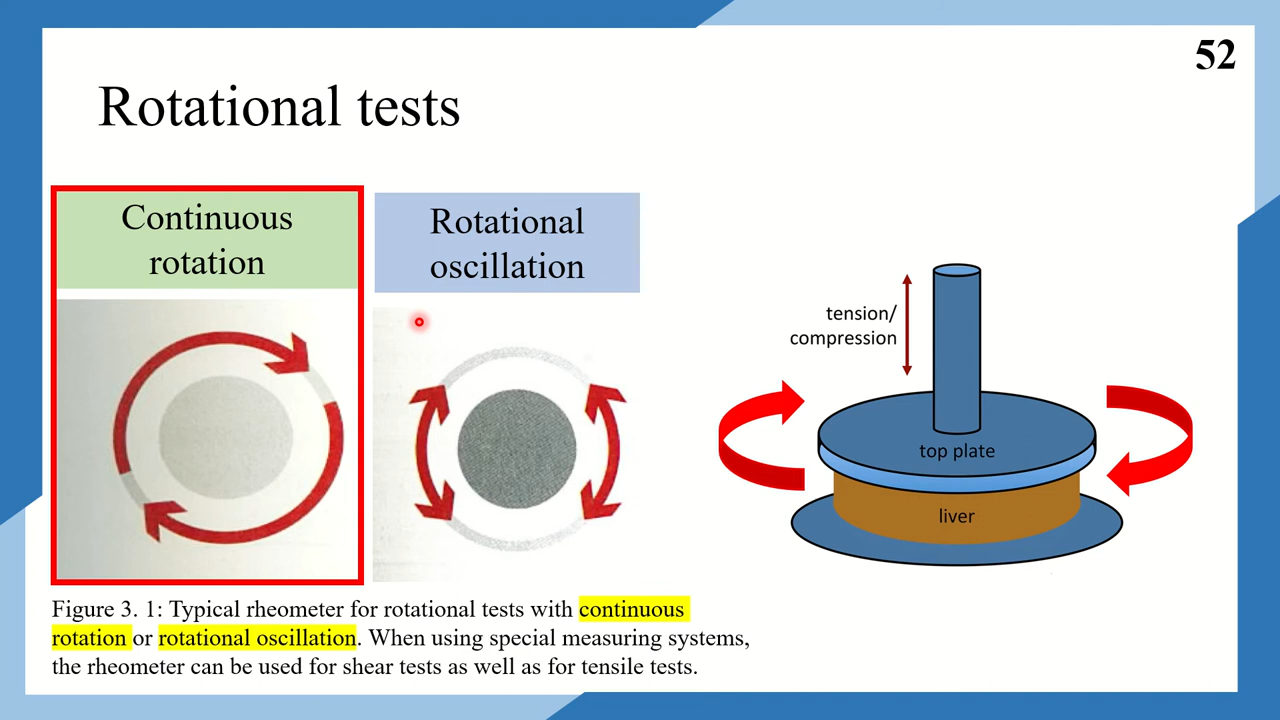 52
Rotational tests
Continuous
rotation
Rotational
oscillation
tension/
compression
top plate
liver
Figure 3. 1: Typical rheometer for rotational tests with continuous
rotation or rotational oscillation. When using special measuring systems,
the rheometer can be used for shear tests as well as for tensile tests.